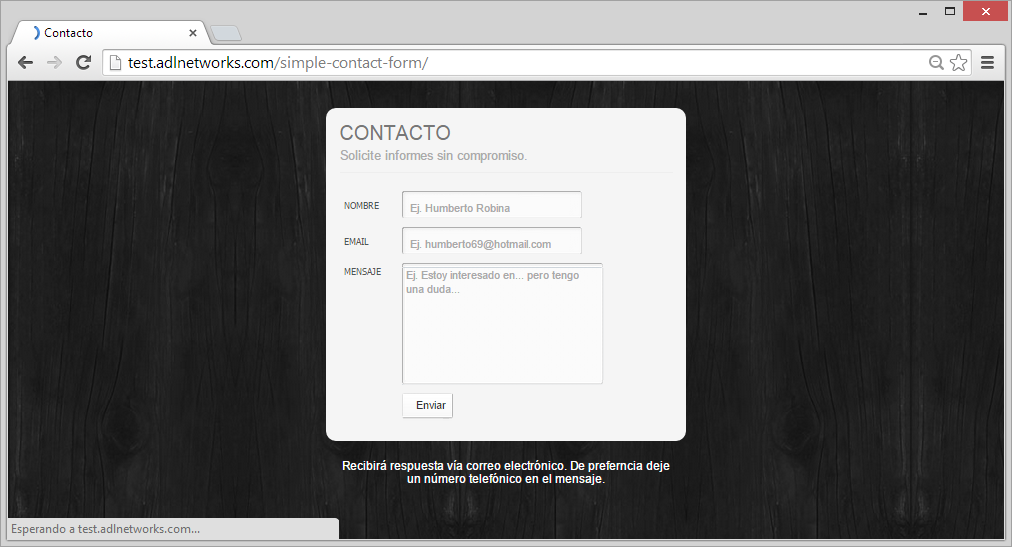 Contacto
test.adlnetworks.com/simple-contact-form/
CONTACTO
Solicite informes sin compromiso.
NOMBRE
Ej. Humberto Robina
EMAIL
Ej. humberto69@hotmail.com
MENSAJE
Ej. Estoy interesado en... pero tengo
una duda...
Enviar
Recibirá respuesta vía correo electrónico. De preferncia deje
un número telefónico en el mensaje.
Esperando a test.adlnetworks.com...